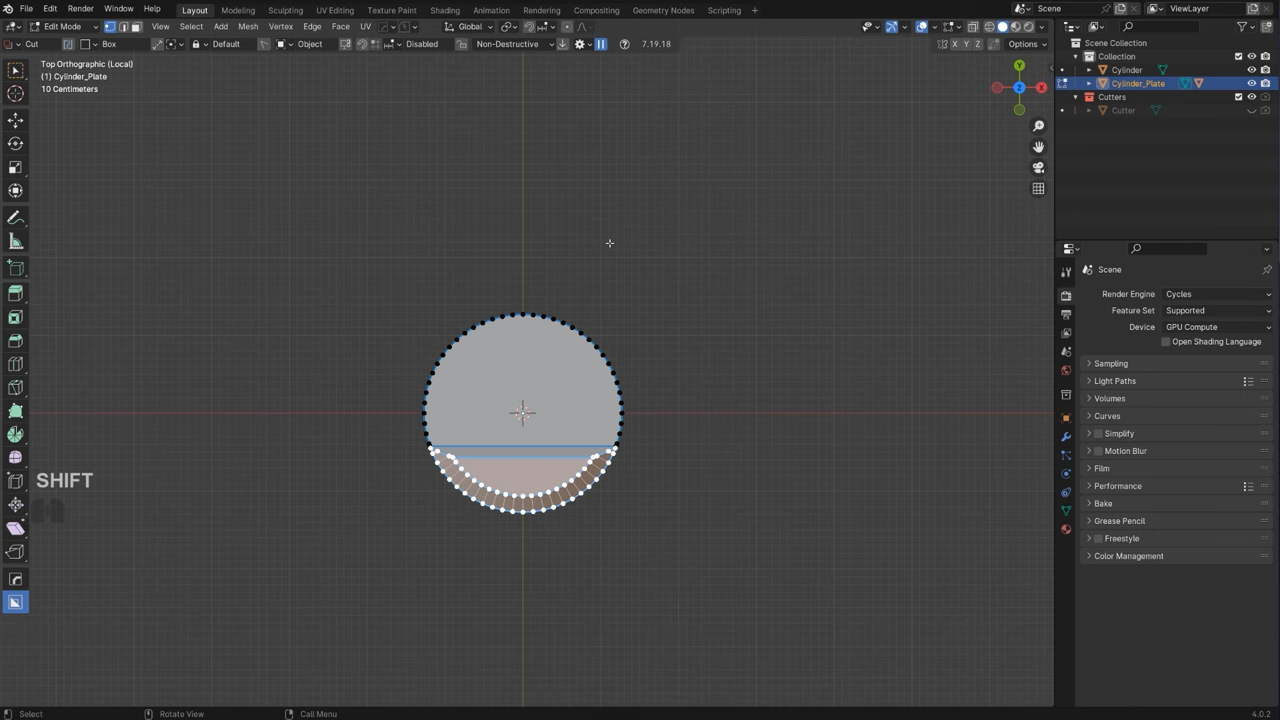 File Edit Render Window Help Layout Modeling Sculpting UV Editing Texture Paint Shading Animation Rendering Compositing Geometry Nodes Scripting + Scene ViewLayer
Edit Mode View Select Add Mesh Vertex Edge Face UV Global
Cut Box Default Object Disabled Non-Destructive 7.19.18 X Y Z Options
Top Orthographic (Local)
(1) Cylinder_Plate
10 Centimeters
Y
Z
X
SHIFT
Scene Collection
Collection
Cylinder
Cylinder_Plate
Cutters
Cutter
Scene
Render Engine Cycles
Feature Set Supported
Device GPU Compute
Open Shading Language
Sampling
Light Paths
Volumes
Curves
Simplify
Motion Blur
Film
Performance
Bake
Grease Pencil
Freestyle
Color Management
Select Rotate View Call Menu 4.0.2